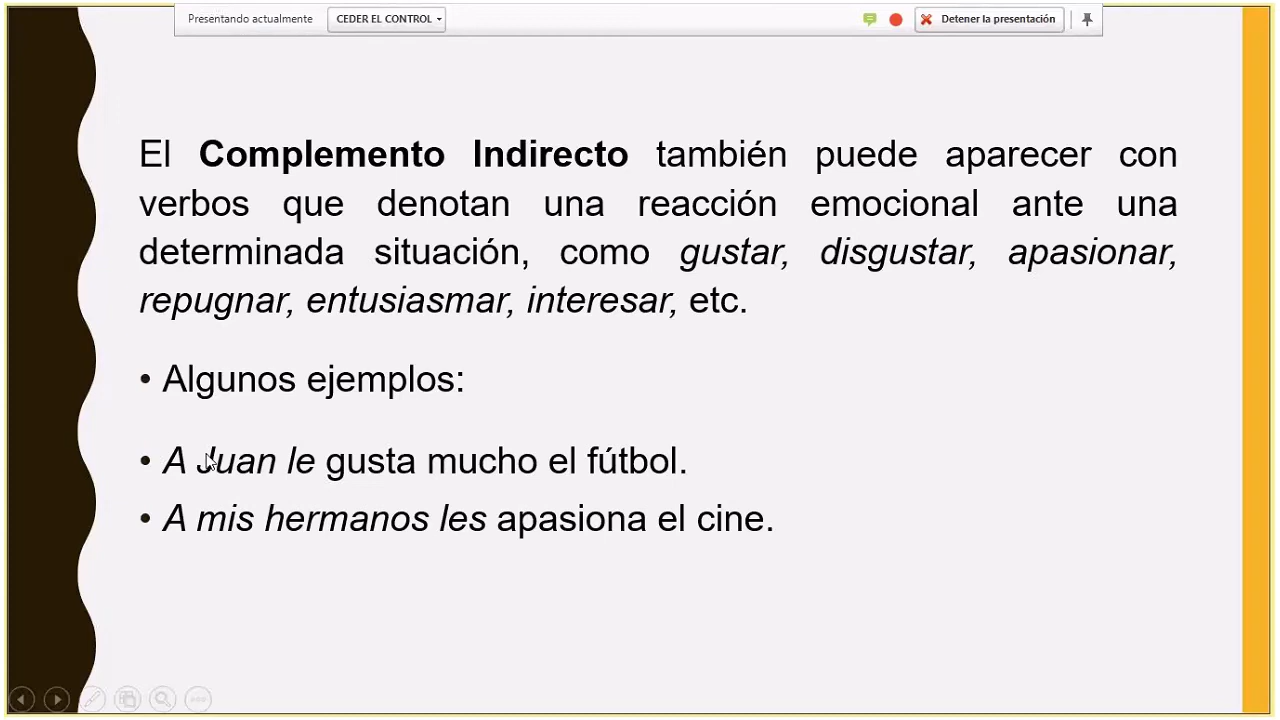 Presentando actualmente CEDER EL CONTROL Detener la presentación
El Complemento Indirecto también puede aparecer con
verbos que denotan una reacción emocional ante una
determinada situación, como gustar, disgustar, apasionar,
repugnar, entusiasmar, interesar, etc.
• Algunos ejemplos:
• A Juan le gusta mucho el fútbol.
• A mis hermanos les apasiona el cine.